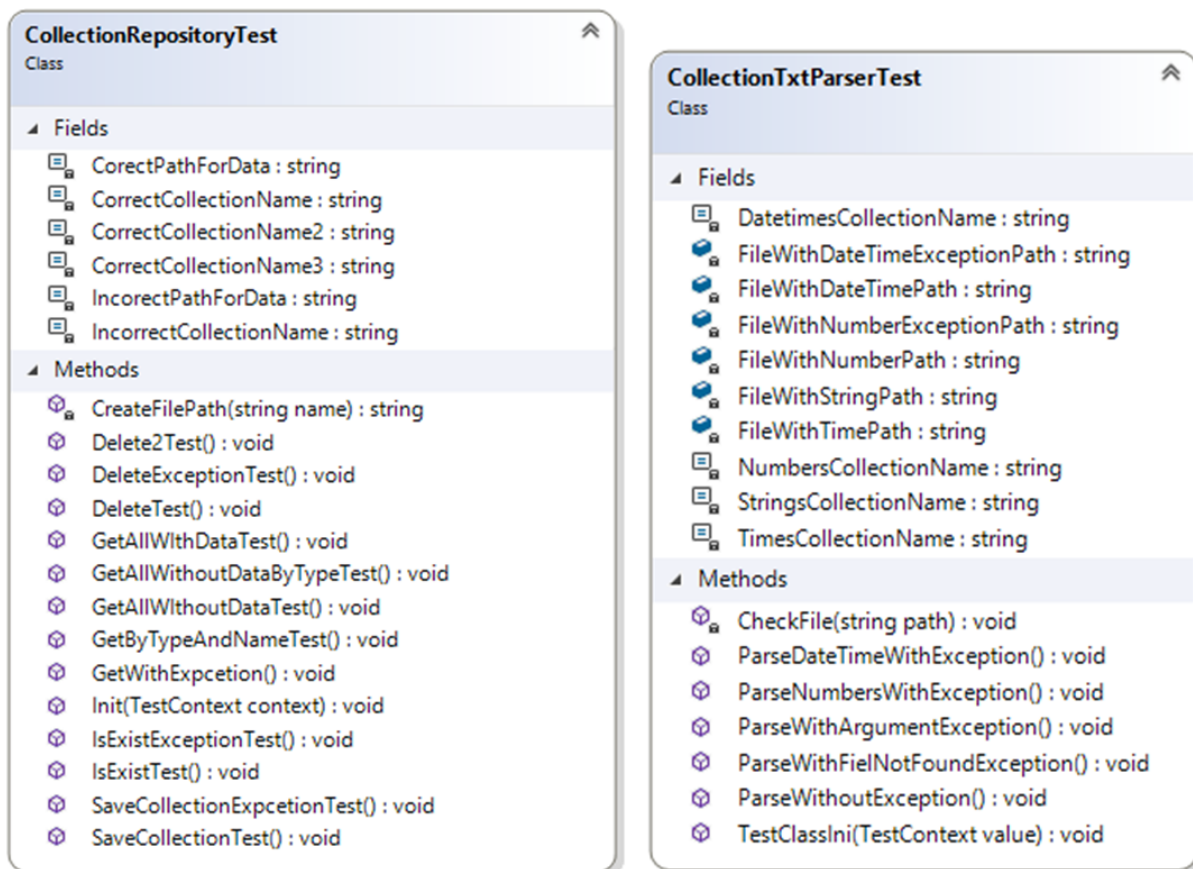 CollectionRepositoryTest
Class
Fields
CorectPathForData : string
CorrectCollectionName : string
CorrectCollectionName2 : string
CorrectCollectionName3 : string
IncorectPathForData : string
IncorrectCollectionName : string
Methods
CreateFilePath(string name) : string
Delete2Test() : void
DeleteExceptionTest() : void
DeleteTest() : void
GetAllWIthDataTest() : void
GetAllWithoutDataByTypeTest() : void
GetAllWIthoutDataTest() : void
GetByTypeAndNameTest() : void
GetWithExpcetion() : void
Init(TestContext context) : void
IsExistExceptionTest() : void
IsExistTest() : void
SaveCollectionExpcetionTest() : void
SaveCollectionTest() : void
CollectionTxtParserTest
Class
Fields
DatetimesCollectionName : string
FileWithDateTimeExceptionPath : string
FileWithDateTimePath : string
FileWithNumberExceptionPath : string
FileWithNumberPath : string
FileWithStringPath : string
FileWithTimePath : string
NumbersCollectionName : string
StringsCollectionName : string
TimesCollectionName : string
Methods
CheckFile(string path) : void
ParseDateTimeWithException() : void
ParseNumbersWithException() : void
ParseWithArgumentException() : void
ParseWithFielNotFoundException() : void
ParseWithoutException() : void
TestClassIni(TestContext value) : void